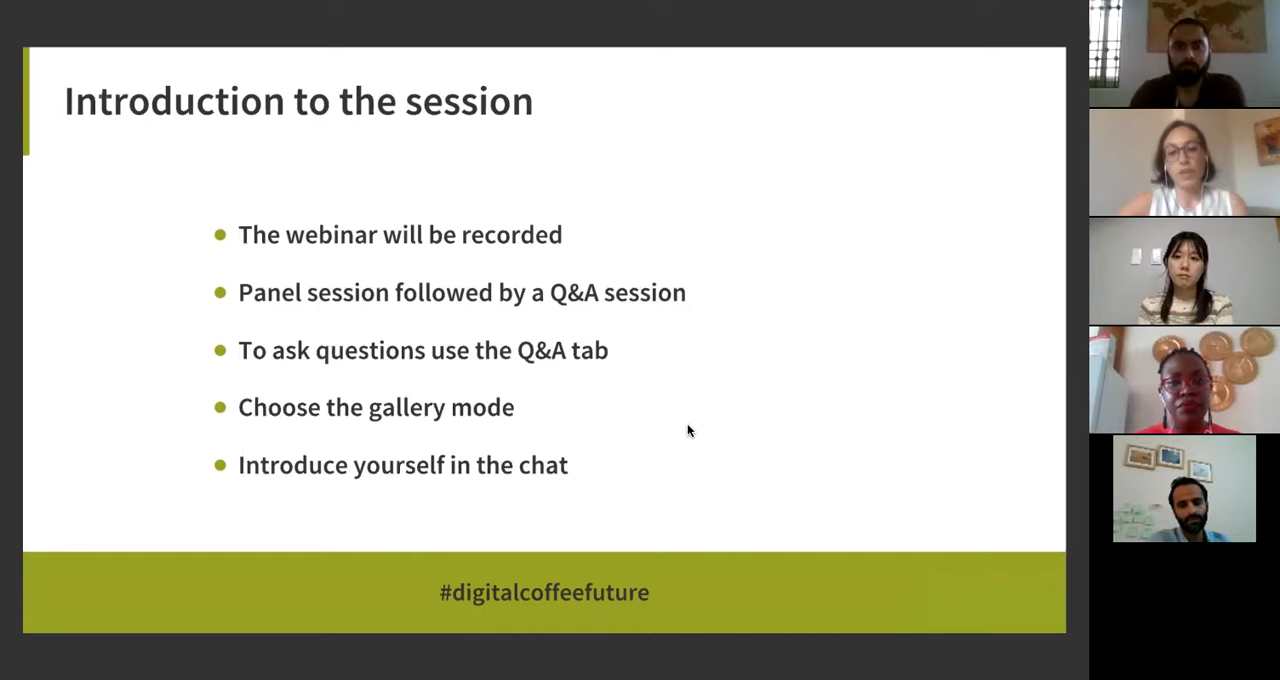 Introduction to the session
The webinar will be recorded
Panel session followed by a Q&A session
To ask questions use the Q&A tab
Choose the gallery mode
Introduce yourself in the chat
#digitalcoffeefuture